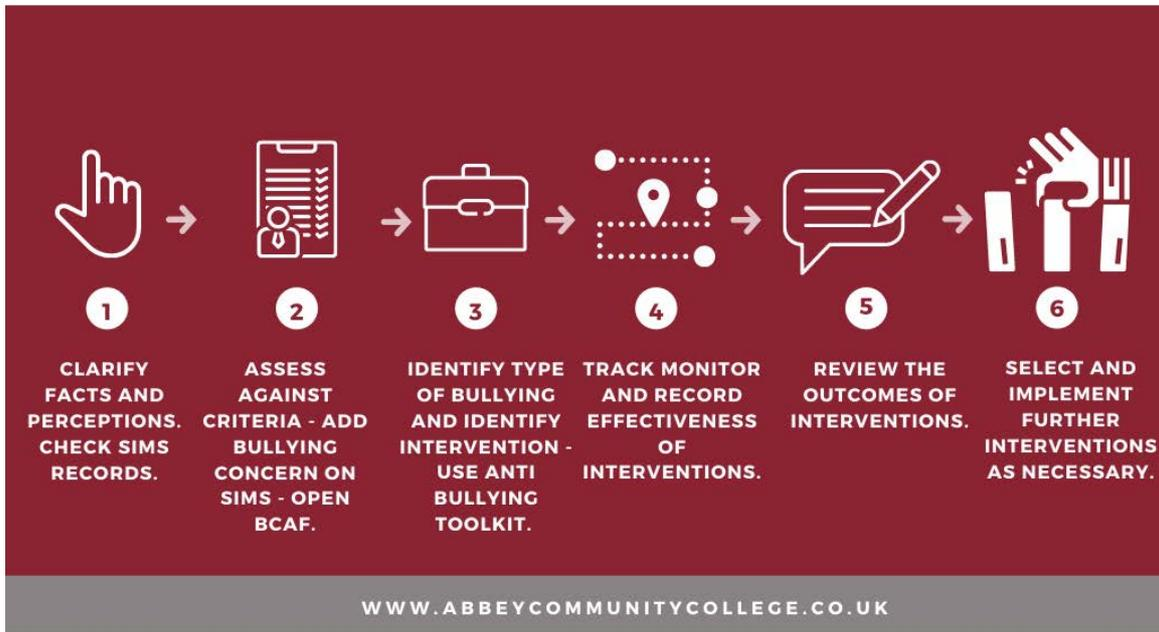 1
CLARIFY
FACTS AND
PERCEPTIONS.
CHECK SIMS
RECORDS.
2
ASSESS
AGAINST
CRITERIA - ADD
BULLYING
CONCERN ON
SIMS - OPEN
BCAF.
3
IDENTIFY TYPE
OF BULLYING
AND IDENTIFY
INTERVENTION -
USE ANTI
BULLYING
TOOLKIT.
4
TRACK MONITOR
AND RECORD
EFFECTIVENESS
OF
INTERVENTIONS.
5
REVIEW THE
OUTCOMES OF
INTERVENTIONS.
6
SELECT AND
IMPLEMENT
FURTHER
INTERVENTIONS
AS NECESSARY.
WWW.ABBEYCOMMUNITYCOLLEGE.CO.UK